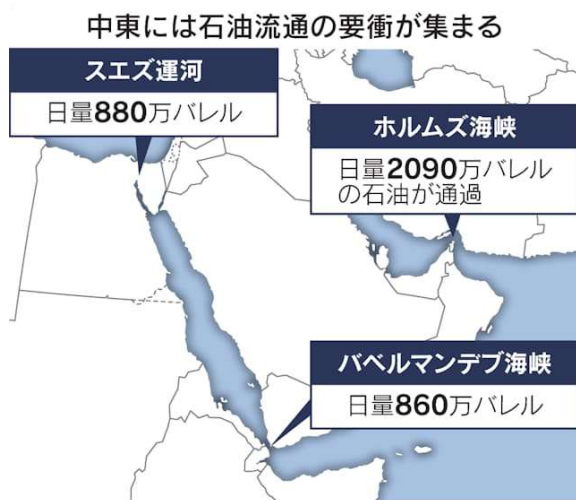 中東には石油流通の要衝が集まる
スエズ運河
日量880万バレル
ホルムズ海峡
日量2090万バレル
の石油が通過
バベルマンデブ海峡
日量860万バレル